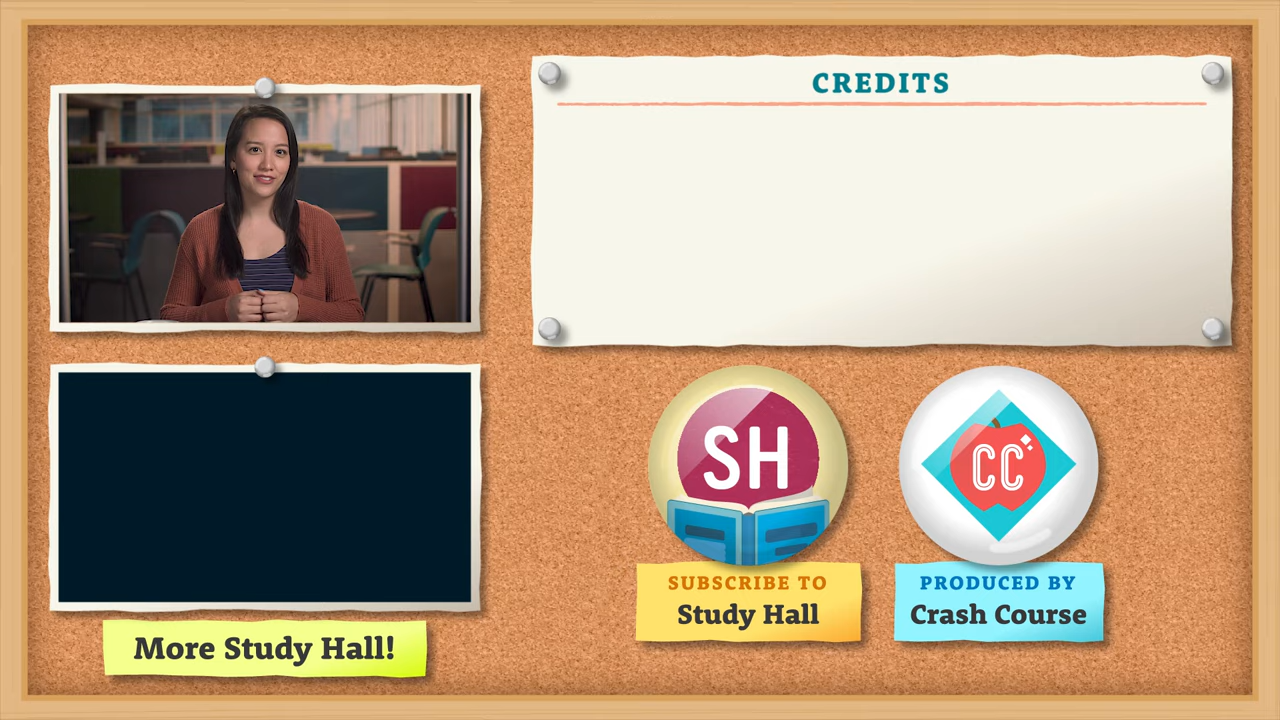 CREDITS
SH
CC
SUBSCRIBE TO
Study Hall
PRODUCED BY
Crash Course
More Study Hall!